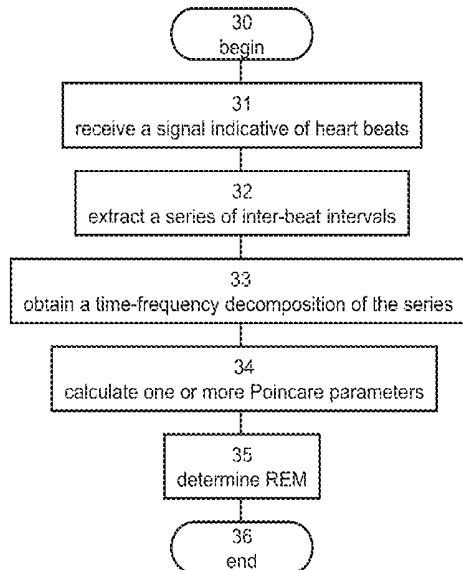 30
begin
31
receive a signal indicative of heart beats
32
extract a series of inter-beat intervals
33
obtain a time-frequency decomposition of the series
34
calculate one or more Poincare parameters
35
determine REM
36
end